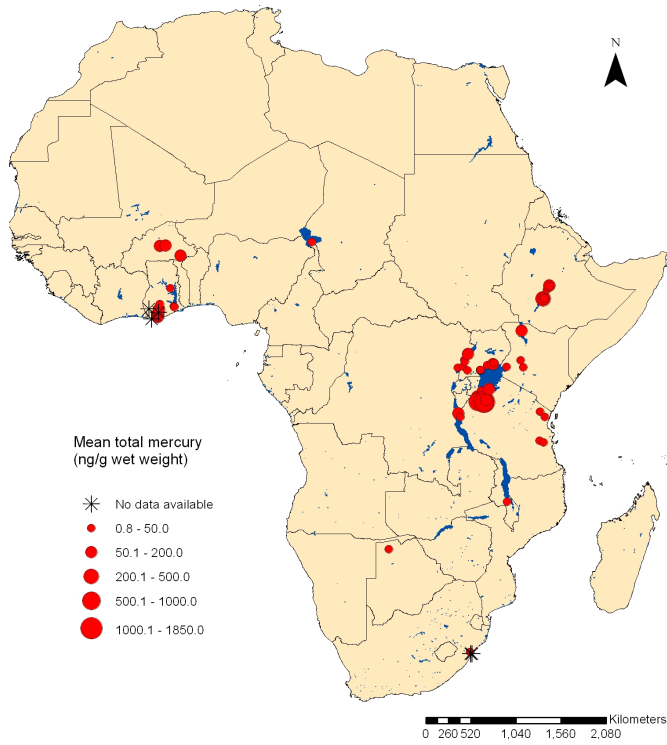 N
Mean total mercury
(ng/g wet weight)
No data available
0.8 - 50.0
50.1 - 200.0
200.1 - 500.0
500.1 - 1000.0
1000.1 - 1850.0
Kilometers
0 260 520 1,040 1,560 2,080